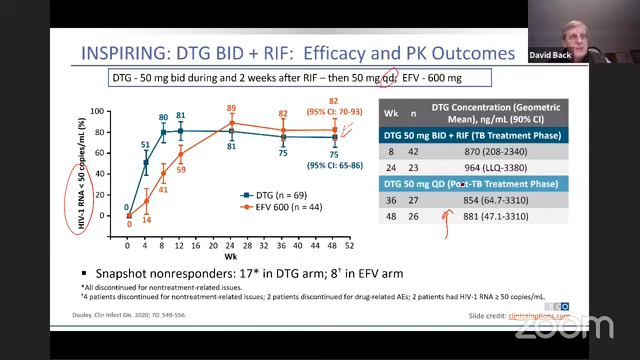 INSPIRING: DTG BID + RIF: Efficacy and PK Outcomes
David Back
DTG - 50 mg bid during and 2 weeks after RIF – then 50 mg qd; EFV - 600 mg
HIV-1 RNA < 50 copies/mL (%)
100
80
60
40
20
0
0
0
51
14
80
41
81
59
89
81
82
75
82
(95% CI: 70-93)
75
(95% CI: 65-86)
DTG (n = 69)
EFV 600 (n = 44)
0 4 8 12 16 20 24 28 32 36 40 44 48 52
Wk
Wk n DTG Concentration (Geometric Mean), ng/mL (90% CI)
DTG 50 mg BID + RIF (TB Treatment Phase)
8 42 870 (208-2340)
24 23 964 (LLQ-3380)
DTG 50 mg QD (Post-TB Treatment Phase)
36 27 854 (64.7-3310)
48 26 881 (47.1-3310)
Snapshot nonresponders: 17* in DTG arm; 8† in EFV arm
*All discontinued for nontreatment-related issues.
†4 patients discontinued for nontreatment-related issues; 2 patients discontinued for drug-related AEs; 2 patients had HIV-1 RNA ≥ 50 copies/mL.
Dooley. Clin Infect Dis. 2020; 70: 549-556.
Slide credit: clinicaloptions.com
zoom